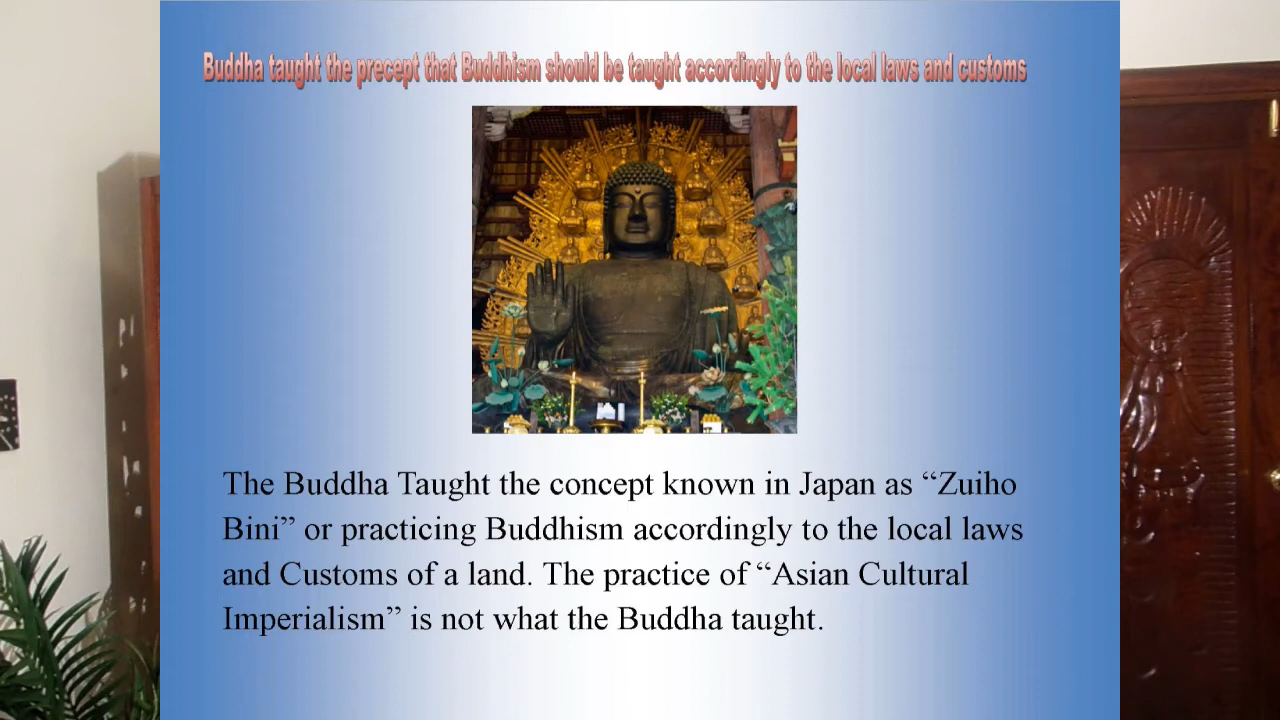 Buddha taught the precept that Buddhism should be taught accordingly to the local laws and customs
The Buddha Taught the concept known in Japan as “Zuiho
Bini” or practicing Buddhism accordingly to the local laws
and Customs of a land. The practice of “Asian Cultural
Imperialism” is not what the Buddha taught.